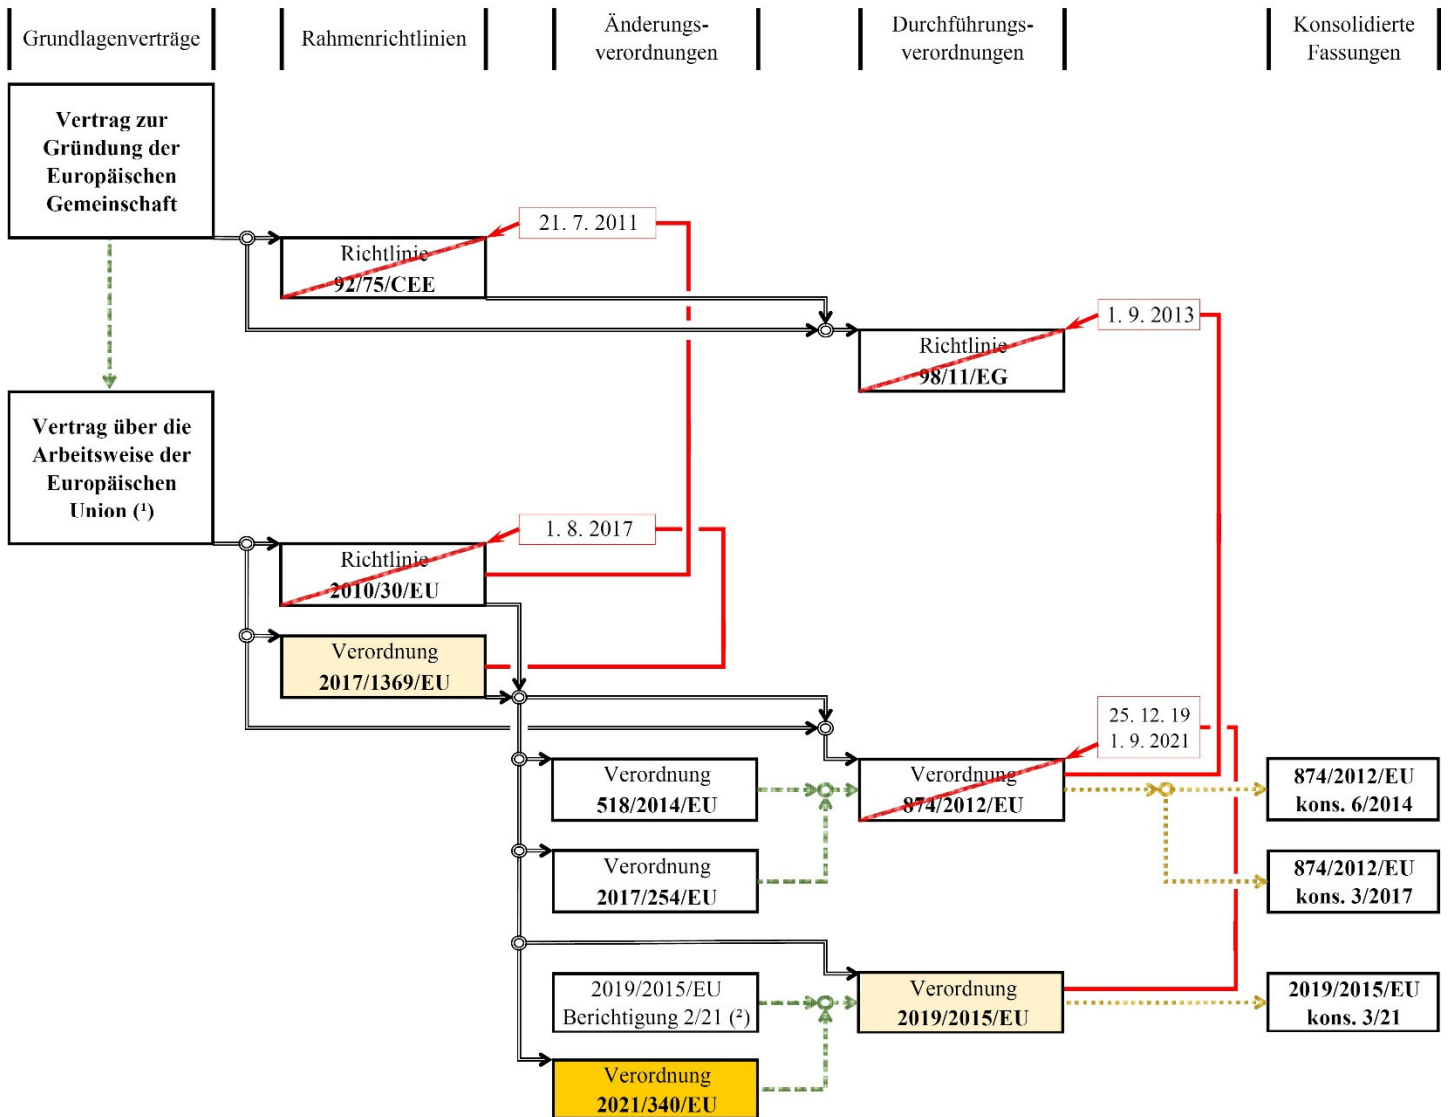 Grundlagenverträge
Rahmenrichtlinien
Änderungs-
verordnungen
Durchführungs-
verordnungen
Konsolidierte
Fassungen
Vertrag zur
Gründung der
Europäischen
Gemeinschaft
21. 7. 2011
Richtlinie
92/75/CEE
1. 9. 2013
Richtlinie
98/11/EG
Vertrag über die
Arbeitsweise der
Europäischen
Union (¹)
1. 8. 2017
Richtlinie
2010/30/EU
Verordnung
2017/1369/EU
25. 12. 19
1. 9. 2021
Verordnung
518/2014/EU
Verordnung
874/2012/EU
874/2012/EU
kons. 6/2014
Verordnung
2017/254/EU
874/2012/EU
kons. 3/2017
2019/2015/EU
Berichtigung 2/21 (²)
Verordnung
2019/2015/EU
2019/2015/EU
kons. 3/21
Verordnung
2021/340/EU